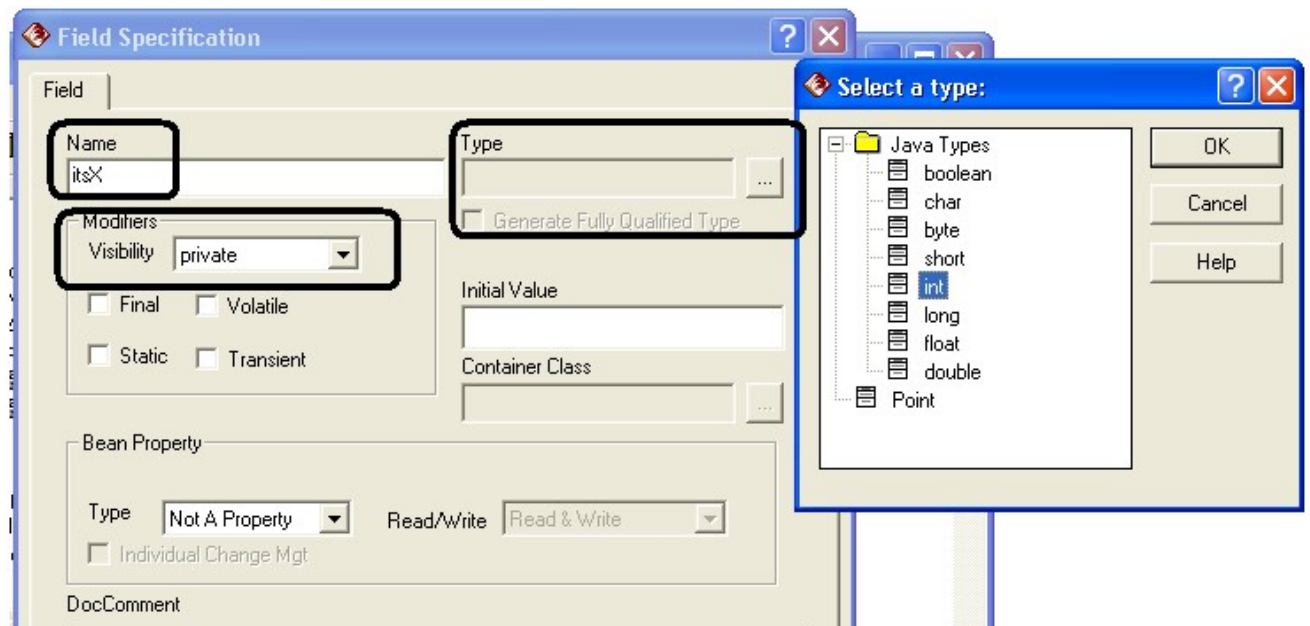 Field Specification
Field
Name
itsX
Type
...
Generate Fully Qualified Type
Modifiers
Visibility private
Final Volatile
Static Transient
Initial Value
Container Class
...
Bean Property
Type Not A Property Read/Write Read & Write
Individual Change Mgt
DocComment
Select a type:
Java Types
boolean
char
byte
short
int
long
float
double
Point
OK
Cancel
Help